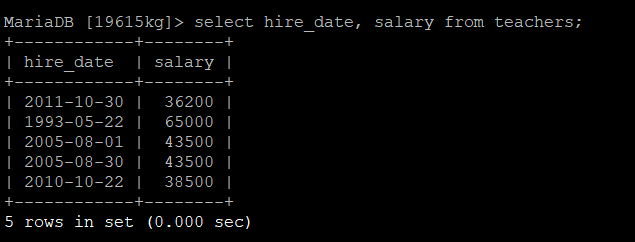 MariaDB [19615kg]> select hire_date, salary from teachers;
+------------+--------+
| hire_date  | salary |
+------------+--------+
| 2011-10-30 |  36200 |
| 1993-05-22 |  65000 |
| 2005-08-01 |  43500 |
| 2005-08-30 |  43500 |
| 2010-10-22 |  38500 |
+------------+--------+
5 rows in set (0.000 sec)